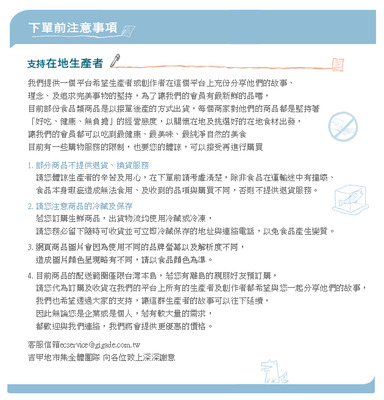 下單前注意事項
支持在地生產者
我們提供一個平台希望生產者或創作者在這個平台上充份分享他們的故事、
理念、及追求完美事物的堅持，為了讓我們的會員有最新鮮的品嚐，
目前部份食品類商品是以接單後產的方式出貨，每個商家對他們的商品都是堅持著
「好吃、健康、無負擔」的經營態度，以關懷在地及挑選好的在地食材出發，
讓我們的會員都可以吃到最健康、最美味、最純淨自然的美食
目前有一些購物服務的限制，也要您的體諒，可以接受再進行購買
1. 部分商品不提供退貨、換貨服務
請您體諒生產者的辛苦及用心，在下單前請考慮清楚，除非食品在運輸途中有撞壞、
食品本身瑕疵造成無法食用、及收到的品項與購買不同，否則不提供退貨服務。
2. 請您注意商品的冷藏及保存
若您訂購生鮮商品，出貨物流均使用冷藏或冷凍，
請您務必留下隨時可收貨並可立即冷藏保存的地址與連絡電話，以免食品產生變質。
3. 網頁商品圖片會因為使用不同的品牌螢幕以及解析度不同，
造成圖片顏色呈現略有不同，請以食品顏色為準。
4. 目前商品的配送範圍僅限台灣本島，若您有離島的親朋好友預訂購，
請您代為訂購及收貨在我們的平台上所有的生產者及創作者都希望與您一起分享他們的故事，
我們也希望透過大家的支持，讓這群生產者的故事可以往下延續，
因此無論您是企業或是個人，若有較大量的需求，
都歡迎與我們連絡，我們將會提供更優惠的價格。
客服信箱ecservice@gigade.com.tw
吉甲地市集全體團隊 向各位致上深深謝意